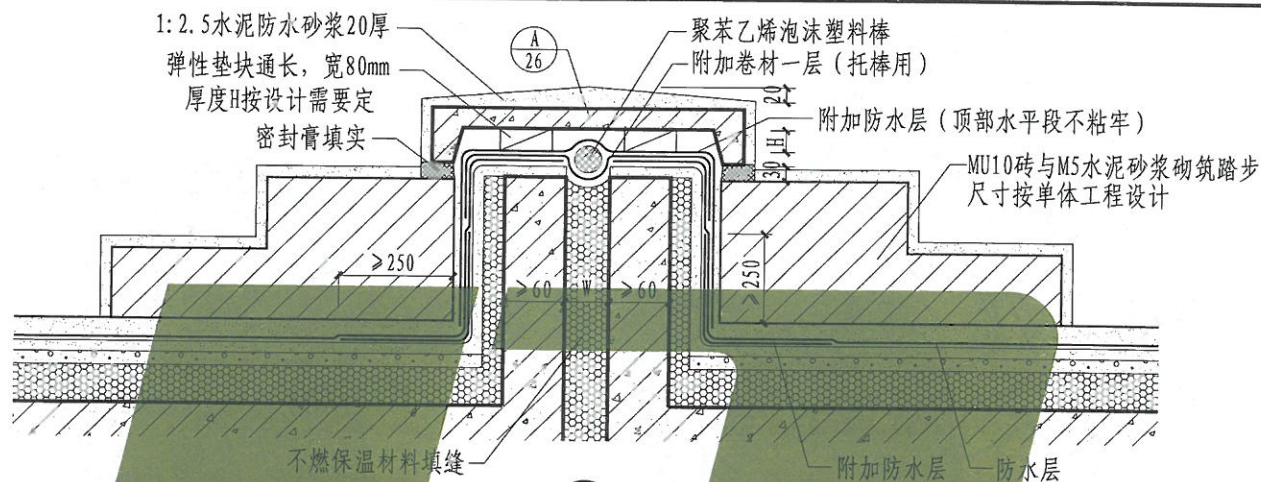 1:2.5水泥防水砂浆20厚
弹性垫块通长，宽80mm
厚度H按设计需要定
密封膏填实
A
26
聚苯乙烯泡沫塑料棒
附加卷材一层（托棒用）
20
附加防水层（顶部水平段不粘牢）
H
30
MU10砖与M5水泥砂浆砌筑踏步
尺寸按单体工程设计
≥250
≥60
W
≥60
≥250
不燃保温材料填缝
附加防水层
防水层